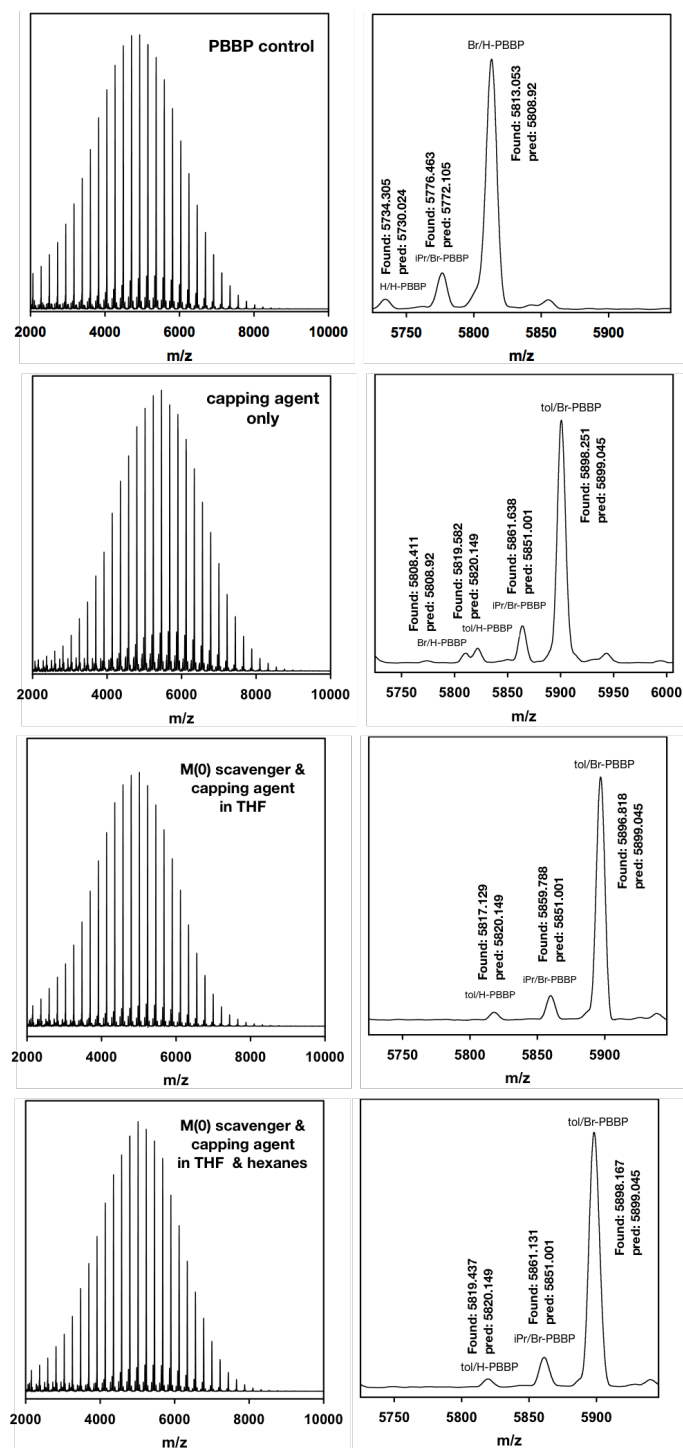 PBBP control
2000 4000 6000 8000 10000
m/z
Br/H-PBBP
Found: 5813.053
pred: 5808.92
Found: 5776.463
pred: 5772.105
iPr/Br-PBBP
Found: 5734.305
pred: 5730.024
H/H-PBBP
5750 5800 5850 5900
m/z
capping agent
only
2000 4000 6000 8000 10000
m/z
tol/Br-PBBP
Found: 5898.251
pred: 5899.045
Found: 5861.638
pred: 5851.001
iPr/Br-PBBP
Found: 5819.582
pred: 5820.149
tol/H-PBBP
Found: 5808.411
pred: 5808.92
Br/H-PBBP
5750 5800 5850 5900 5950 6000
m/z
M(0) scavenger &
capping agent
in THF
2000 4000 6000 8000 10000
m/z
tol/Br-PBBP
Found: 5896.818
pred: 5899.045
Found: 5859.788
pred: 5851.001
iPr/Br-PBBP
Found: 5817.129
pred: 5820.149
tol/H-PBBP
5750 5800 5850 5900
m/z
M(0) scavenger &
capping agent
in THF & hexanes
2000 4000 6000 8000 10000
m/z
tol/Br-PBBP
Found: 5898.167
pred: 5899.045
Found: 5861.131
pred: 5851.001
iPr/Br-PBBP
Found: 5819.437
pred: 5820.149
tol/H-PBBP
5750 5800 5850 5900
m/z